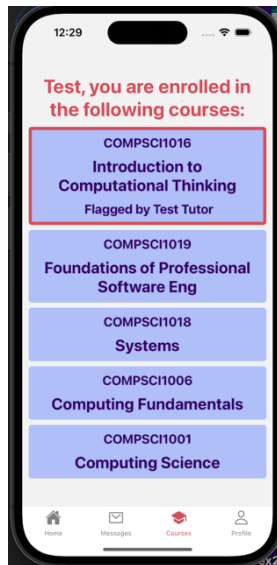 12:29
Test, you are enrolled in
the following courses:
COMPSCI1016
Introduction to
Computational Thinking
Flagged by Test Tutor
COMPSCI1019
Foundations of Professional
Software Eng
COMPSCI1018
Systems
COMPSCI1006
Computing Fundamentals
COMPSCI1001
Computing Science
Home Messages Courses Profile